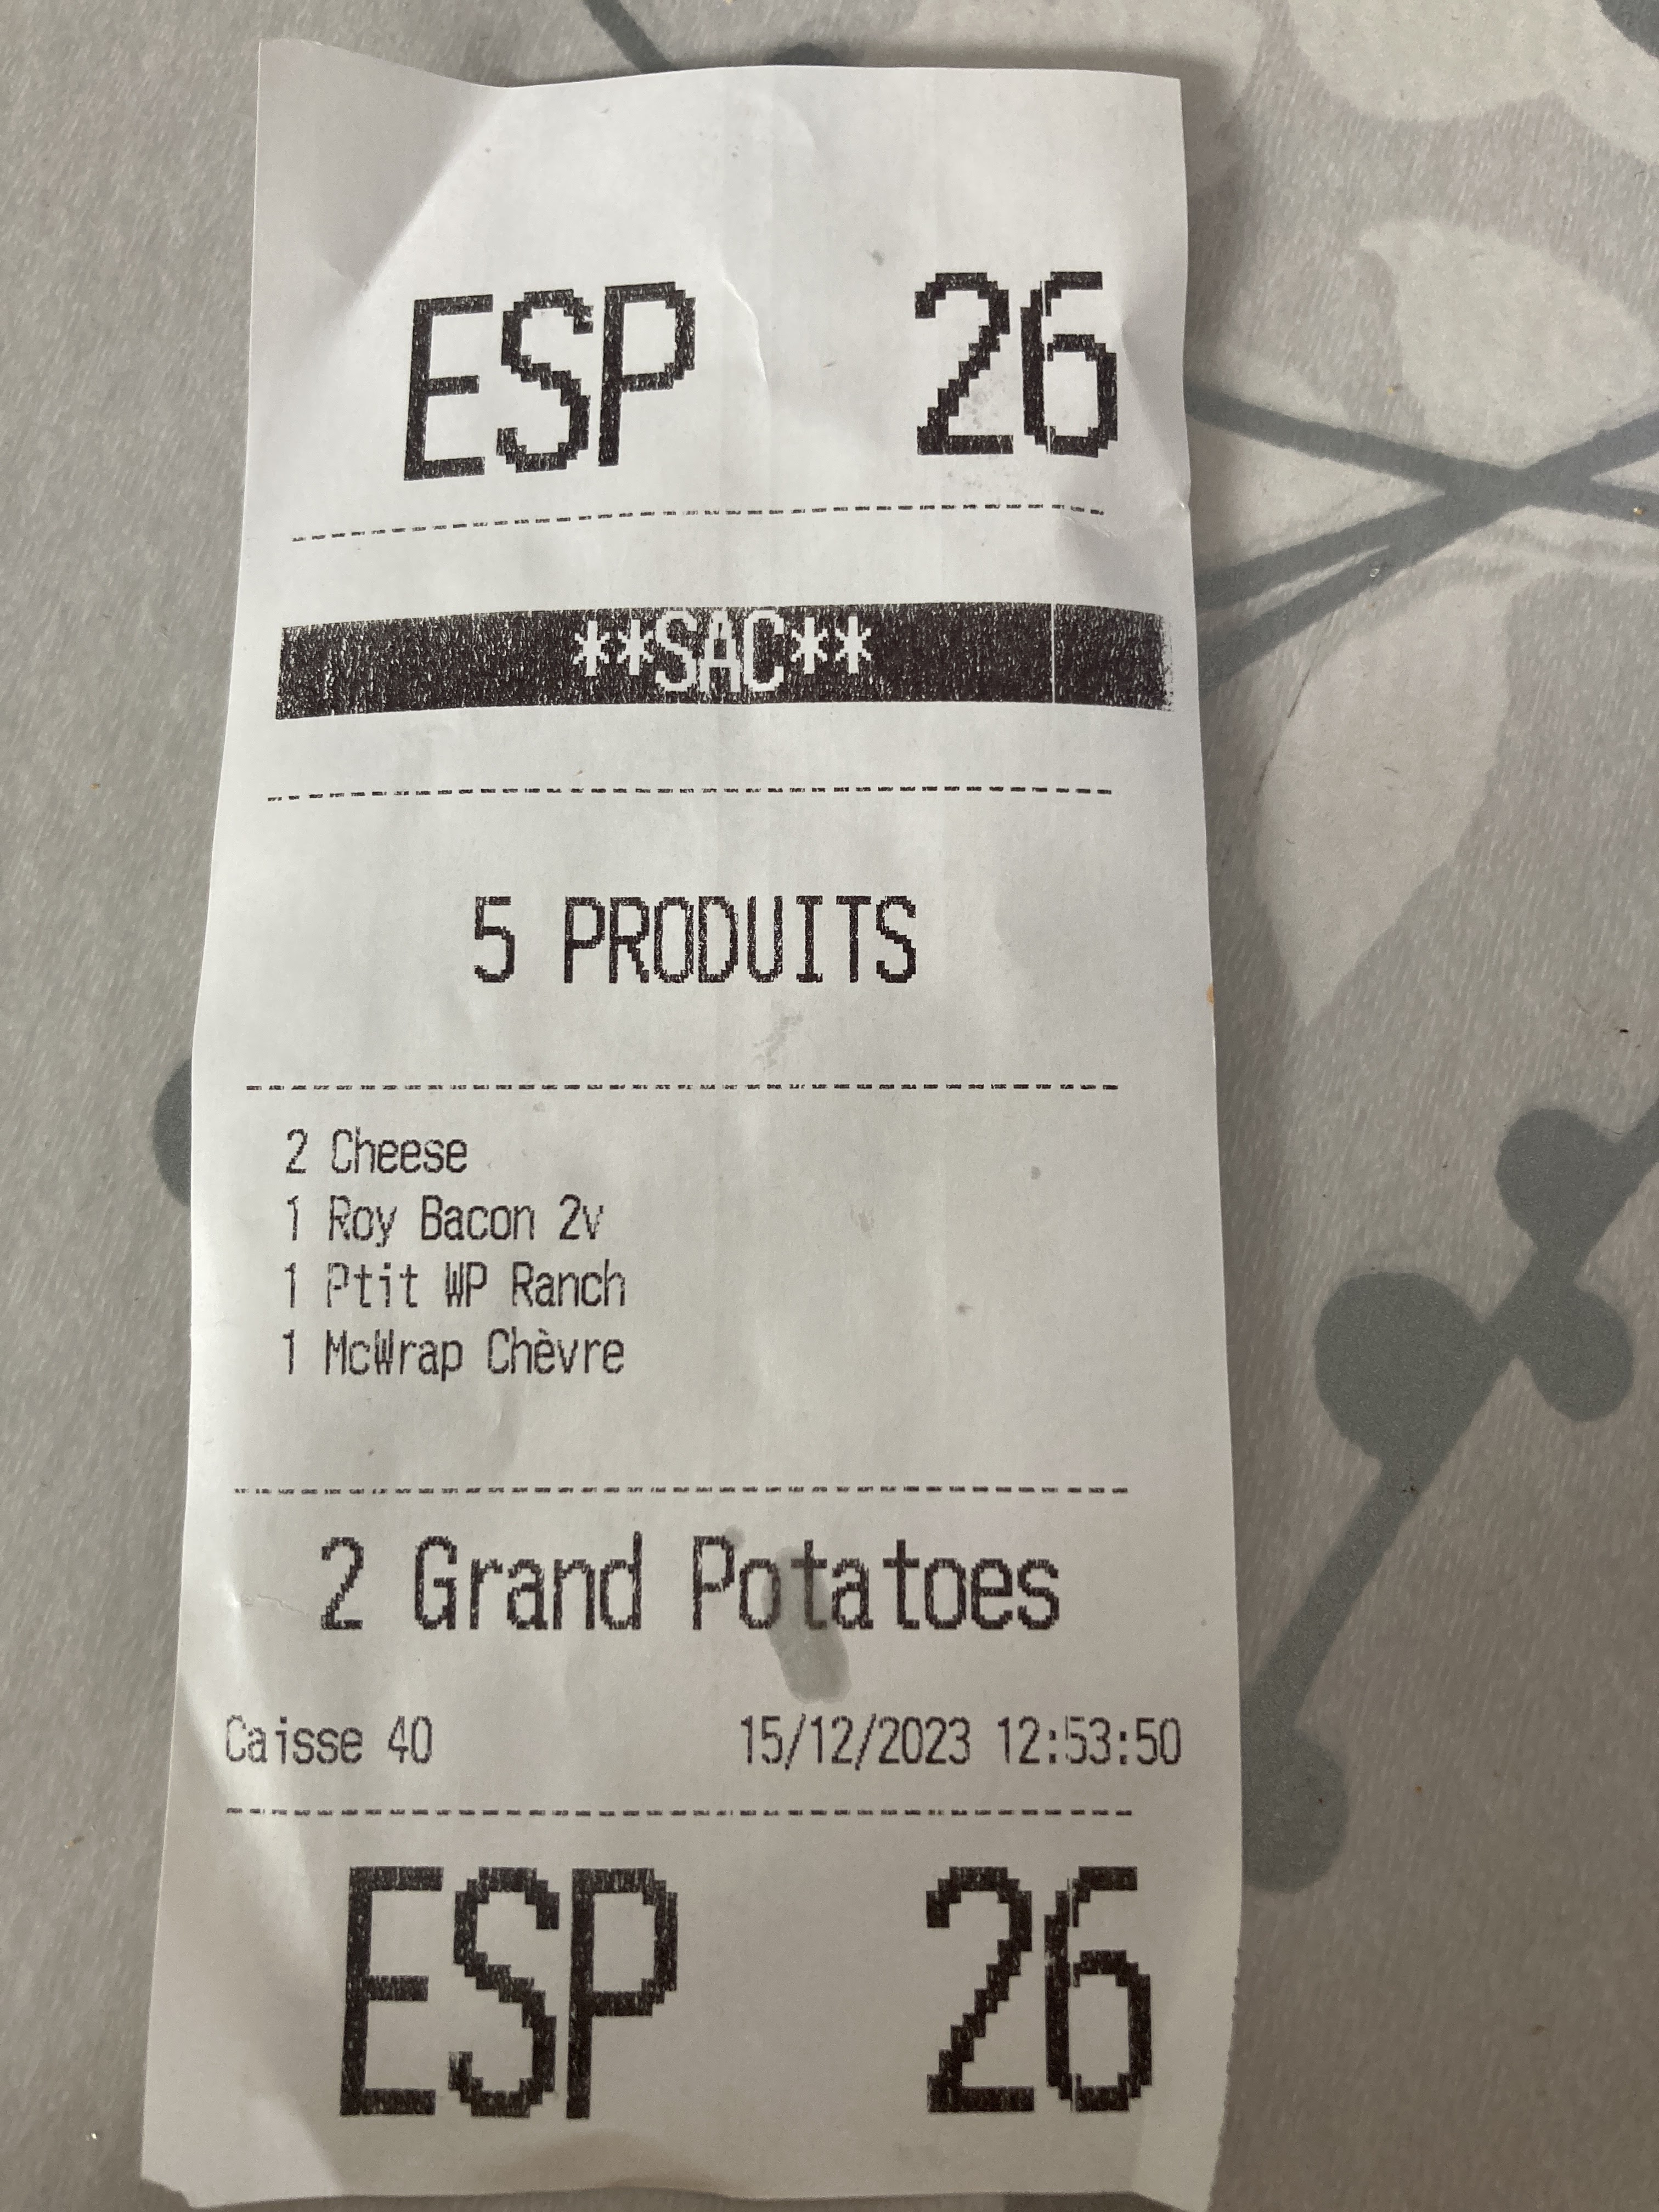 ESP 26
**SAC**
5 PRODUITS
2 Cheese
1 Roy Bacon 2v
1 Ptit WP Ranch
1 McWrap Chèvre
2 Grand Potatoes
Caisse 40 15/12/2023 12:53:50
ESP 26